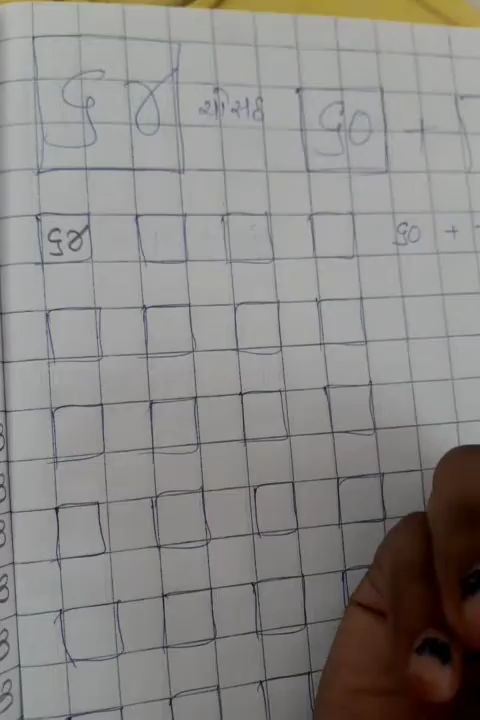 ૬૪ ચોસઠ ૬૦ +
૬૪ ૬૦ +